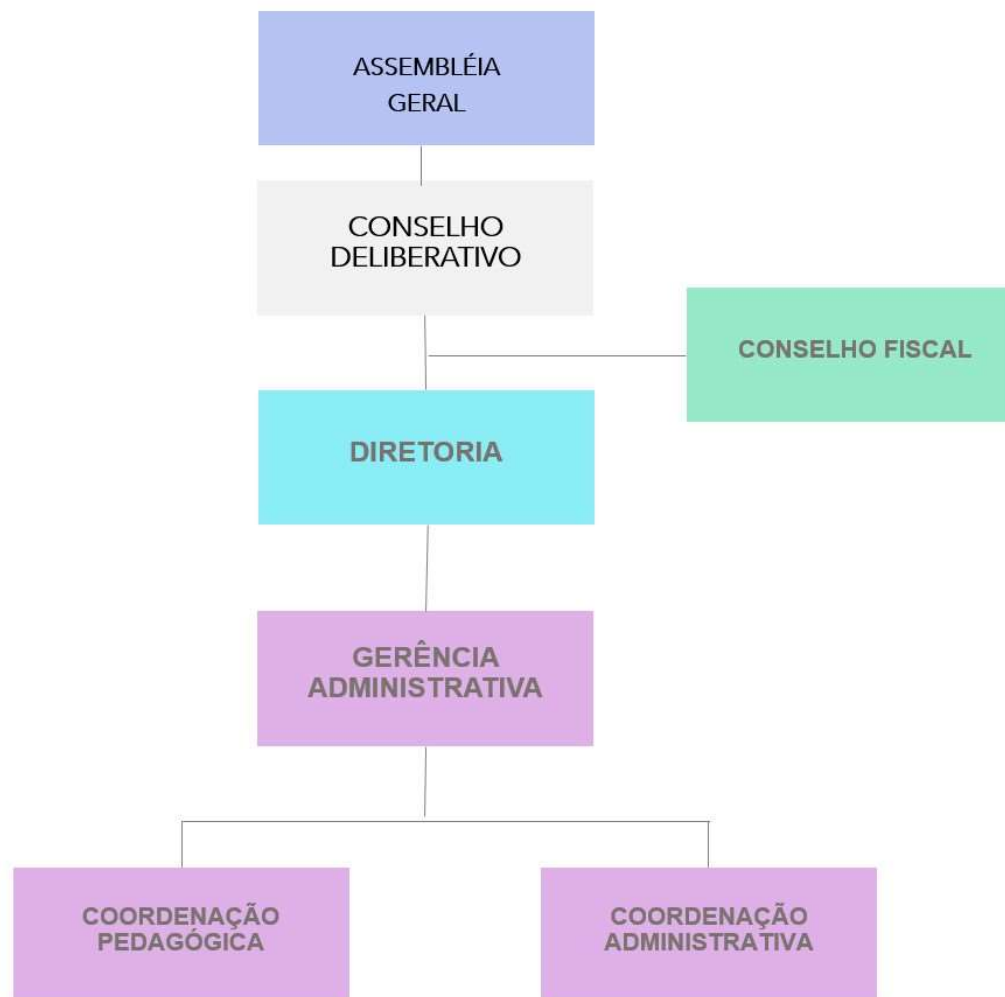 ASSEMBLÉIA
GERAL
CONSELHO
DELIBERATIVO
CONSELHO FISCAL
DIRETORIA
GERÊNCIA
ADMINISTRATIVA
COORDENAÇÃO
PEDAGÓGICA
COORDENAÇÃO
ADMINISTRATIVA